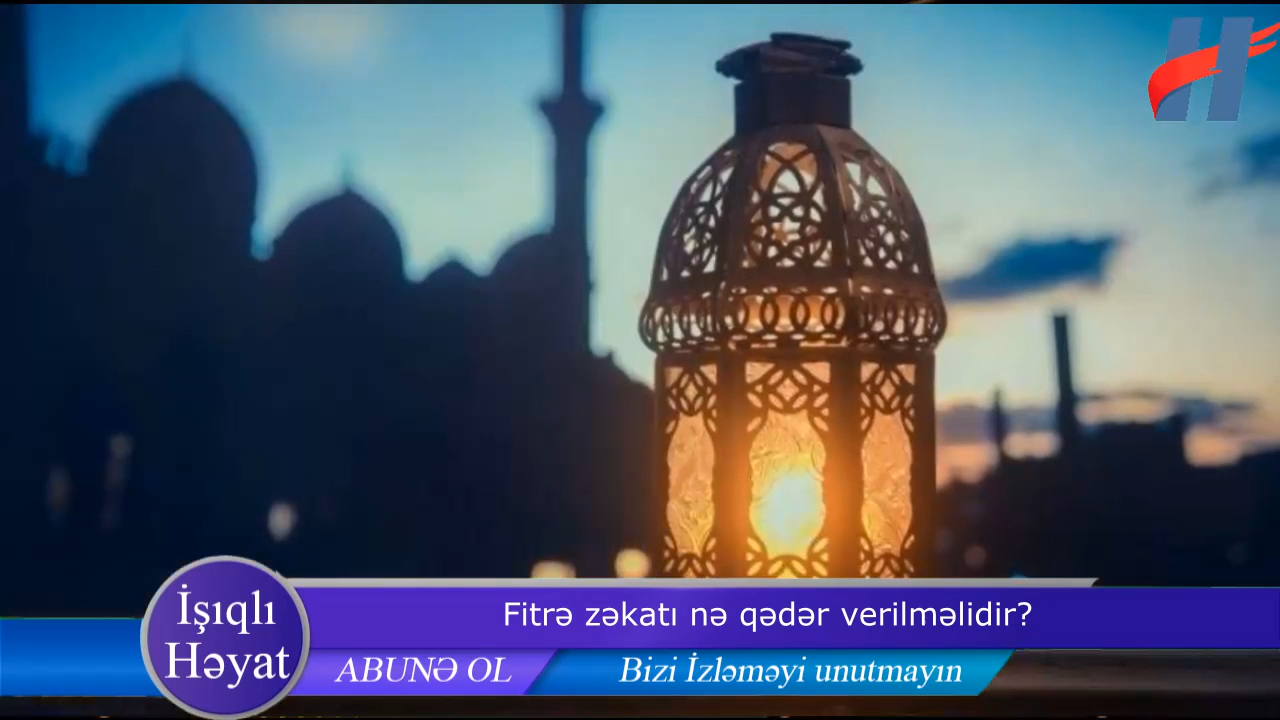 H
İşıqlı
Həyat
Fitrə zəkatı nə qədər verilməlidir?
ABUNƏ OL
Bizi İzləməyi unutmayın